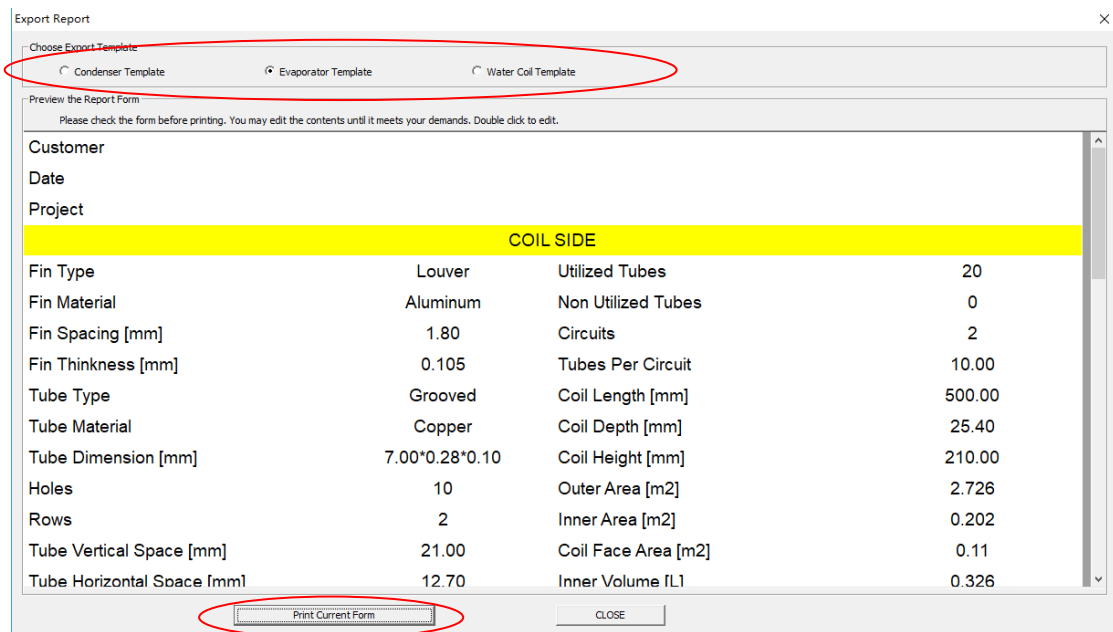 Export Report
Choose Export Template
Condenser Template Evaporator Template Water Coil Template
Preview the Report Form
Please check the form before printing. You may edit the contents until it meets your demands. Double click to edit.
Customer
Date
Project
COIL SIDE
Fin Type Louver Utilized Tubes 20
Fin Material Aluminum Non Utilized Tubes 0
Fin Spacing [mm] 1.80 Circuits 2
Fin Thinkness [mm] 0.105 Tubes Per Circuit 10.00
Tube Type Grooved Coil Length [mm] 500.00
Tube Material Copper Coil Depth [mm] 25.40
Tube Dimension [mm] 7.00*0.28*0.10 Coil Height [mm] 210.00
Holes 10 Outer Area [m2] 2.726
Rows 2 Inner Area [m2] 0.202
Tube Vertical Space [mm] 21.00 Coil Face Area [m2] 0.11
Tube Horizontal Space [mm] 12.70 Inner Volume [L] 0.326
Print Current Form CLOSE